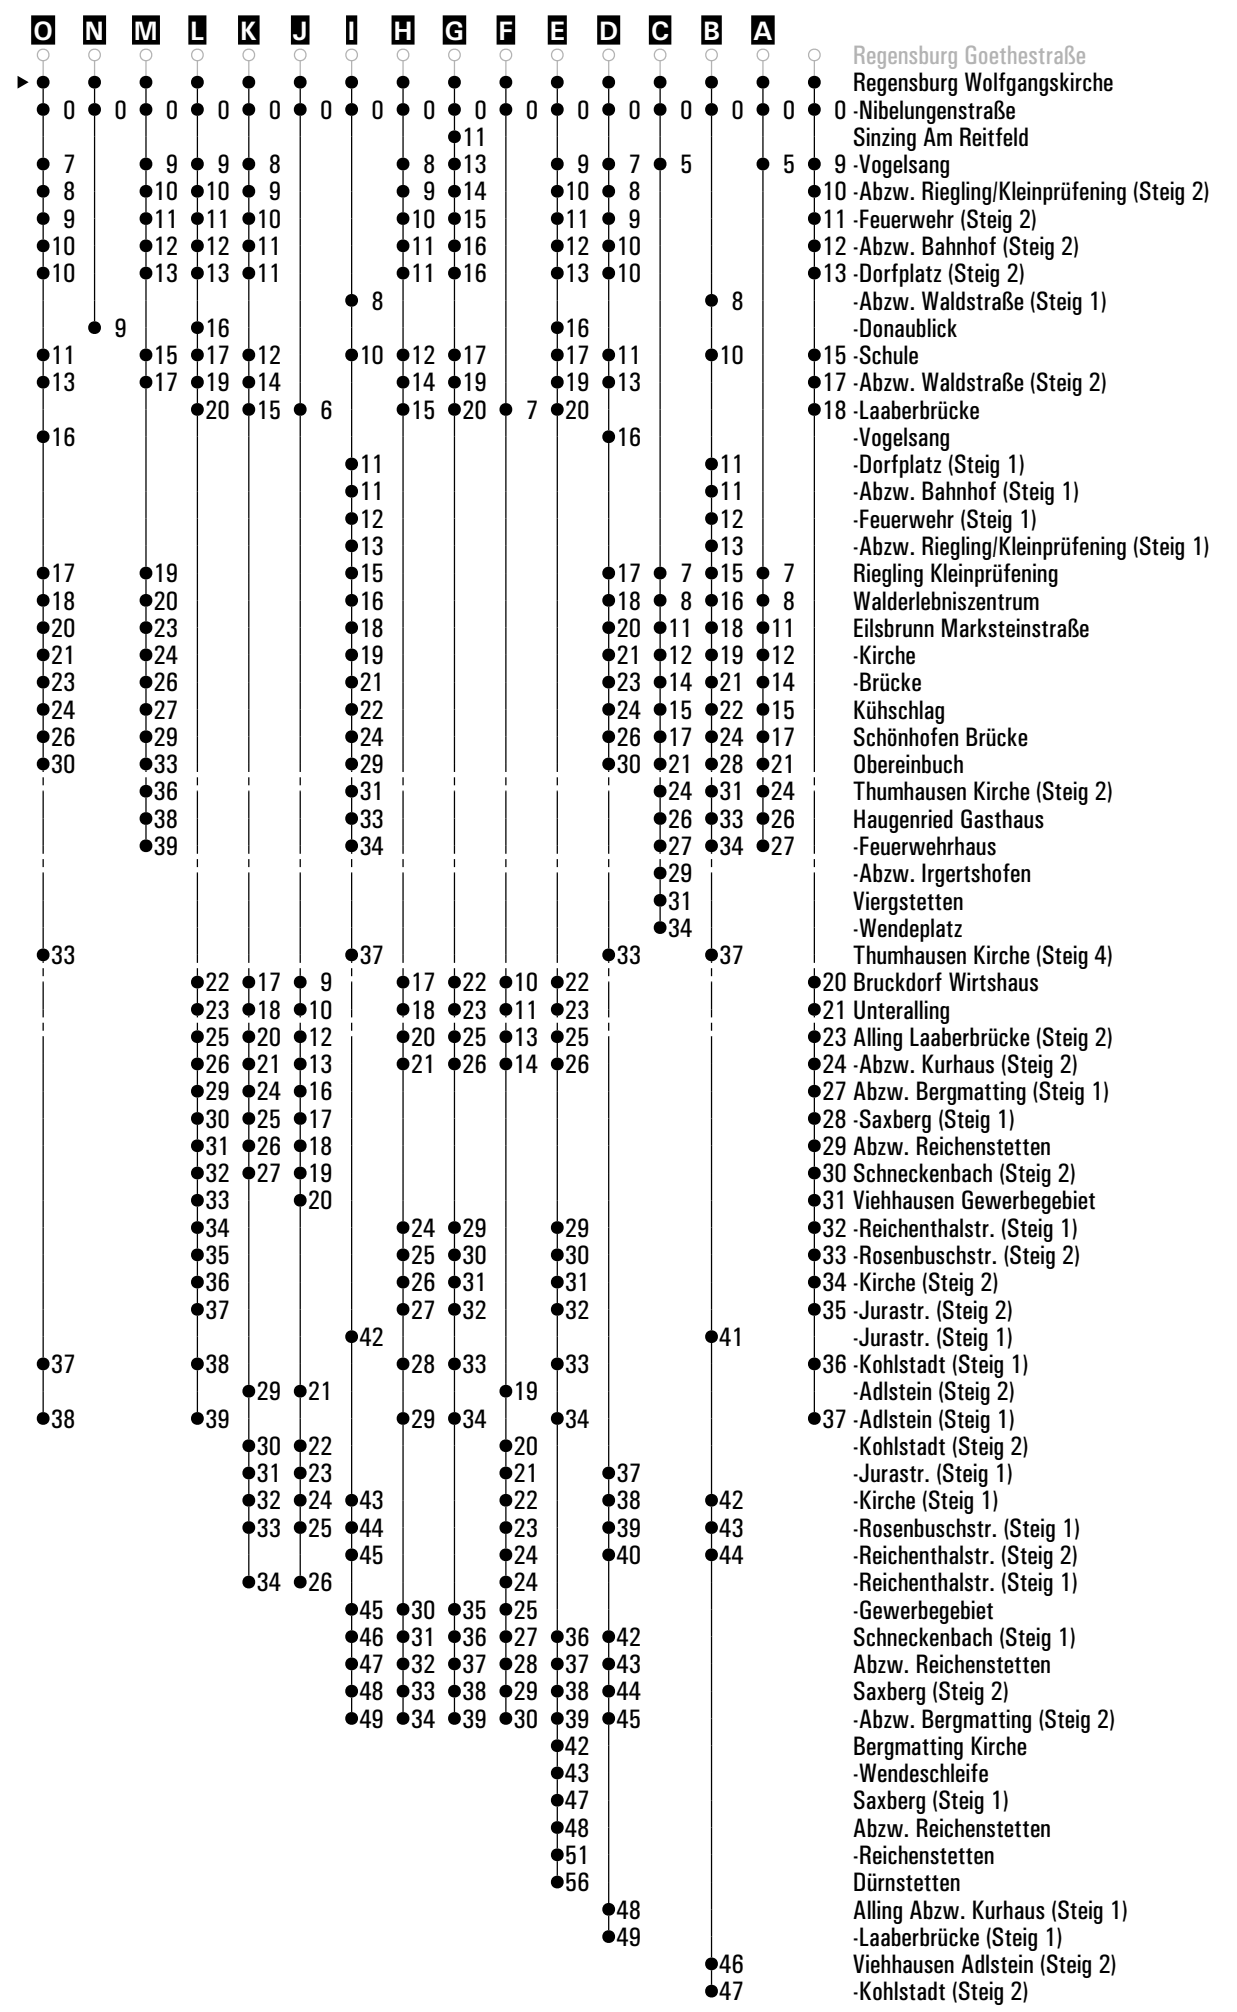 O N M L K J I H G F E D C B A
Regensburg Goethestraße
Regensburg Wolfgangskirche
0 0 0 0 0 0 0 0 0 0 0 0 0 0 0 0 -Nibelungenstraße
11 Sinzing Am Reitfeld
7 9 9 8 8 13 9 7 5 5 9 -Vogelsang
8 10 10 9 9 14 10 8 10 -Abzw. Riegling/Kleinprüfening (Steig 2)
9 11 11 10 10 15 11 9 11 -Feuerwehr (Steig 2)
10 12 12 11 11 16 12 10 12 -Abzw. Bahnhof (Steig 2)
10 13 13 11 11 16 13 10 13 -Dorfplatz (Steig 2)
8 8 -Abzw. Waldstraße (Steig 1)
9 16 16 -Donaublick
11 15 17 12 10 12 17 17 11 10 15 -Schule
13 17 19 14 14 19 19 13 17 -Abzw. Waldstraße (Steig 2)
20 15 6 15 20 7 20 18 -Laaberbrücke
16 16 -Vogelsang
11 11 -Dorfplatz (Steig 1)
11 11 -Abzw. Bahnhof (Steig 1)
12 12 -Feuerwehr (Steig 1)
13 13 -Abzw. Riegling/Kleinprüfening (Steig 1)
17 19 15 17 7 15 7 Riegling Kleinprüfening
18 20 16 18 8 16 8 Walderlebniszentrum
20 23 18 20 11 18 11 Eilsbrunn Marksteinstraße
21 24 19 21 12 19 12 -Kirche
23 26 21 23 14 21 14 -Brücke
24 27 22 24 15 22 15 Kühschlag
26 29 24 26 17 24 17 Schönhofen Brücke
30 33 29 30 21 28 21 Obereinbuch
36 31 24 31 24 Thumhausen Kirche (Steig 2)
38 33 26 33 26 Haugenried Gasthaus
39 34 27 34 27 -Feuerwehrhaus
29 -Abzw. Irgertshofen
31 Viergstetten
34 -Wendeplatz
33 37 33 37 Thumhausen Kirche (Steig 4)
22 17 9 17 22 10 22 20 Bruckdorf Wirtshaus
23 18 10 18 23 11 23 21 Unteralling
25 20 12 20 25 13 25 23 Alling Laaberbrücke (Steig 2)
26 21 13 21 26 14 26 24 -Abzw. Kurhaus (Steig 2)
29 24 16 27 Abzw. Bergmatting (Steig 1)
30 25 17 28 -Saxberg (Steig 1)
31 26 18 29 Abzw. Reichenstetten
32 27 19 30 Schneckenbach (Steig 2)
33 20 31 Viehhausen Gewerbegebiet
34 24 29 29 32 -Reichenthalstr. (Steig 1)
35 25 30 30 33 -Rosenbuschstr. (Steig 2)
36 26 31 31 34 -Kirche (Steig 2)
37 27 32 32 35 -Jurastr. (Steig 2)
42 41 -Jurastr. (Steig 1)
37 38 28 33 33 36 -Kohlstadt (Steig 1)
29 21 19 -Adlstein (Steig 2)
38 39 29 34 34 37 -Adlstein (Steig 1)
30 22 20 -Kohlstadt (Steig 2)
31 23 21 37 -Jurastr. (Steig 1)
32 24 43 22 38 42 -Kirche (Steig 1)
33 25 44 23 39 43 -Rosenbuschstr. (Steig 1)
45 24 40 44 -Reichenthalstr. (Steig 2)
34 26 24 -Reichenthalstr. (Steig 1)
45 30 35 25 -Gewerbegebiet
46 31 36 27 36 42 Schneckenbach (Steig 1)
47 32 37 28 37 43 Abzw. Reichenstetten
48 33 38 29 38 44 Saxberg (Steig 2)
49 34 39 30 39 45 -Abzw. Bergmatting (Steig 2)
42 Bergmatting Kirche
43 -Wendeschleife
47 Saxberg (Steig 1)
48 Abzw. Reichenstetten
51 -Reichenstetten
56 Dürnstetten
48 Alling Abzw. Kurhaus (Steig 1)
49 -Laaberbrücke (Steig 1)
46 Viehhausen Adlstein (Steig 2)
47 -Kohlstadt (Steig 2)